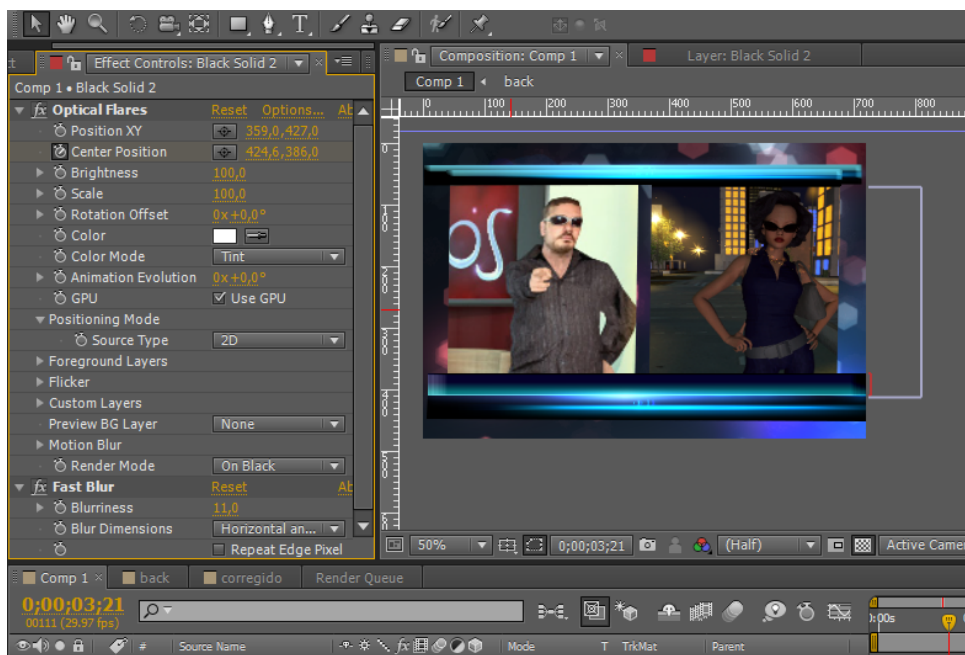 Effect Controls: Black Solid 2
Composition: Comp 1
Layer: Black Solid 2
Comp 1 • Black Solid 2
Comp 1
back
fx Optical Flares Reset Options... Ab
Position XY 359,0,427,0
Center Position 424,6,386,0
Brightness 100,0
Scale 100,0
Rotation Offset 0x+0,0°
Color
Color Mode Tint
Animation Evolution 0x+0,0°
GPU Use GPU
Positioning Mode
Source Type 2D
Foreground Layers
Flicker
Custom Layers
Preview BG Layer None
Motion Blur
Render Mode On Black
fx Fast Blur Reset Ab
Blurriness 11,0
Blur Dimensions Horizontal an...
Repeat Edge Pixel
0 100 200 300 400 500 600 700 800
50% 0;00;03;21 (Half) Active Came
Comp 1 back corregido Render Queue
0;00;03;21
00111 (29.97 fps)
# Source Name fx Mode T TrkMat Parent
):00s